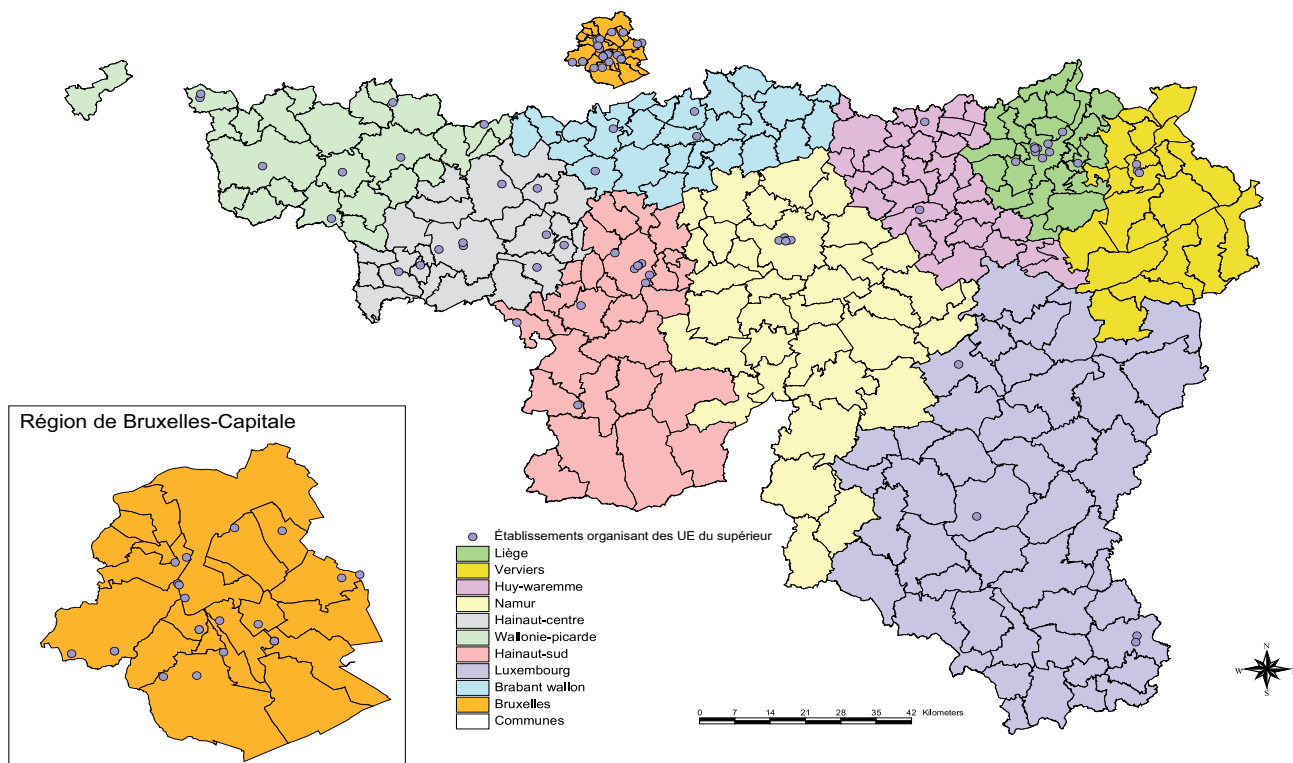 Région de Bruxelles-Capitale
Établissements organisant des UE du supérieur
Liège
Verviers
Huy-waremme
Namur
Hainaut-centre
Wallonie-picarde
Hainaut-sud
Luxembourg
Brabant wallon
Bruxelles
Communes
0 7 14 21 28 35 42 Kilometers
N
W E
S